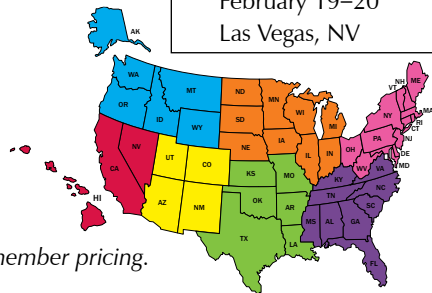 February 19–20
Las Vegas, NV
AK
WA
OR
ID
MT
WY
ND
SD
NE
MN
IA
WI
IL
MI
IN
OH
ME
NH
VT
NY
MA
RI
CT
PA
NJ
DE
MD
WV
VA
CA
NV
UT
CO
AZ
NM
KS
MO
OK
AR
TX
LA
KY
TN
NC
SC
MS
AL
GA
FL
HI
member pricing.